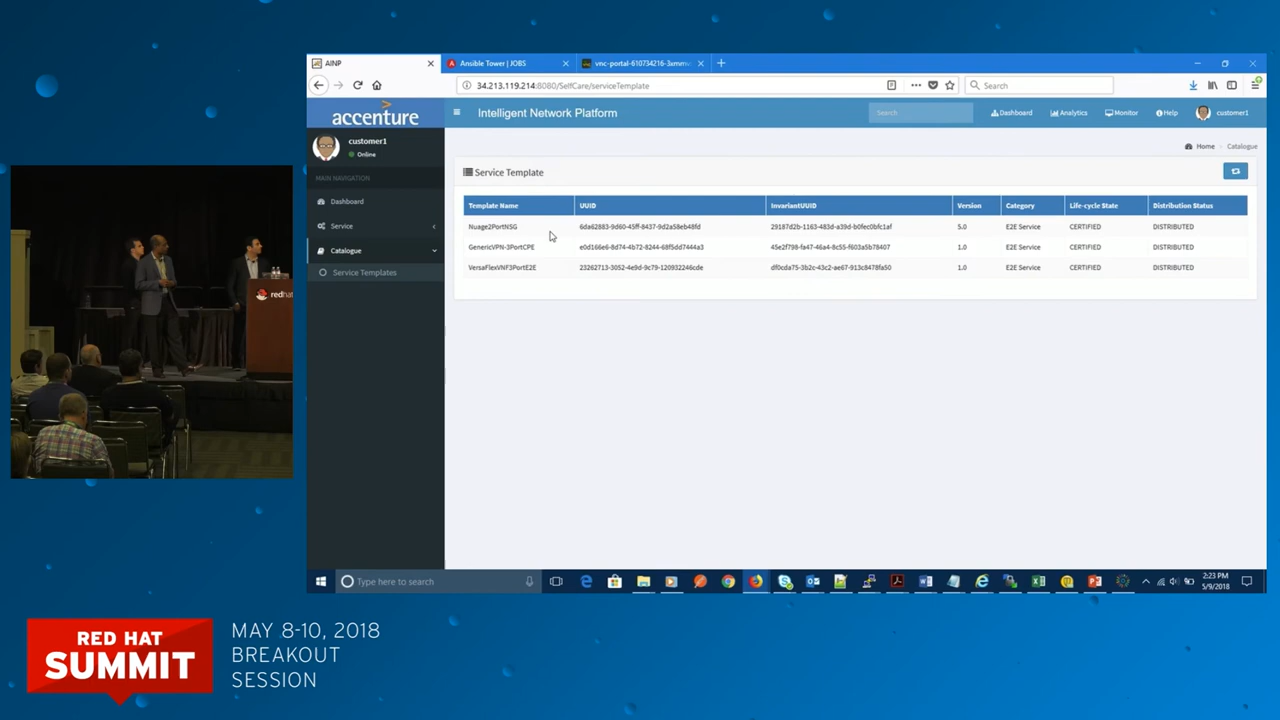 AINP
Ansible Tower | JOBS
vnc-portal-610734216-3xmmv
34.213.119.214:8080/SelfCare/serviceTemplate
Search
accenture
Intelligent Network Platform
Search
Dashboard
Analytics
Monitor
Help
customer1
customer1
Online
Home
Catalogue
MAIN NAVIGATION
Dashboard
Service
Catalogue
Service Templates
Service Template
Template Name UUID InvariantUUID Version Category Life-cycle State Distribution Status
Nuage2PortNSG 6da62883-9d60-45ff-8437-9d2a58eb48fd 29187d2b-1163-483d-a39d-b0fec0bfc1af 5.0 E2E Service CERTIFIED DISTRIBUTED
GenericVPN-3PortCPE e0d166e6-8d74-4b72-8244-68f5dd7444a3 45e2f798-fa47-46a4-8c55-f603a5b78407 1.0 E2E Service CERTIFIED DISTRIBUTED
VersaFlexVNF3PortE2E 23262713-3052-4e9d-9c79-120932246cde df0cda75-3b2c-43c2-ae67-913c8478fa50 1.0 E2E Service CERTIFIED DISTRIBUTED
redhat
Type here to search
2:23 PM
5/9/2018
RED HAT
SUMMIT
MAY 8-10, 2018
BREAKOUT
SESSION